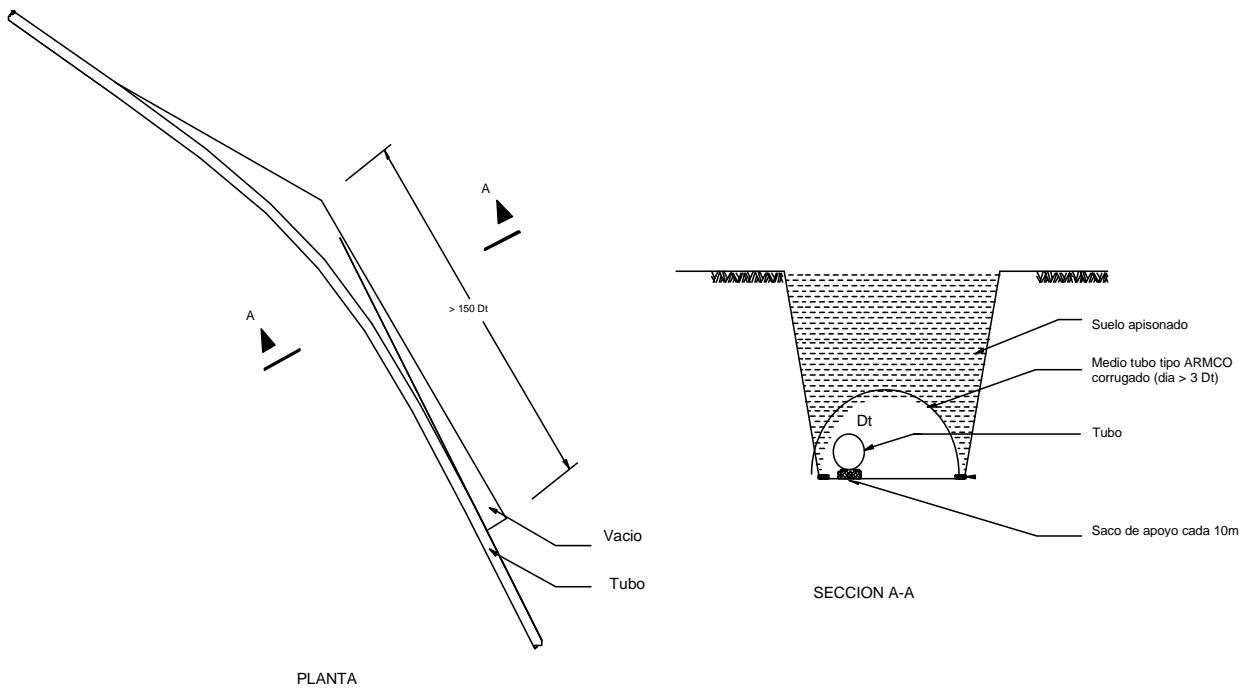 A
A
> 150 Dt
Vacio
Tubo
PLANTA
Suelo apisonado
Medio tubo tipo ARMCO
corrugado (dia > 3 Dt)
Dt
Tubo
Saco de apoyo cada 10m
SECCION A-A